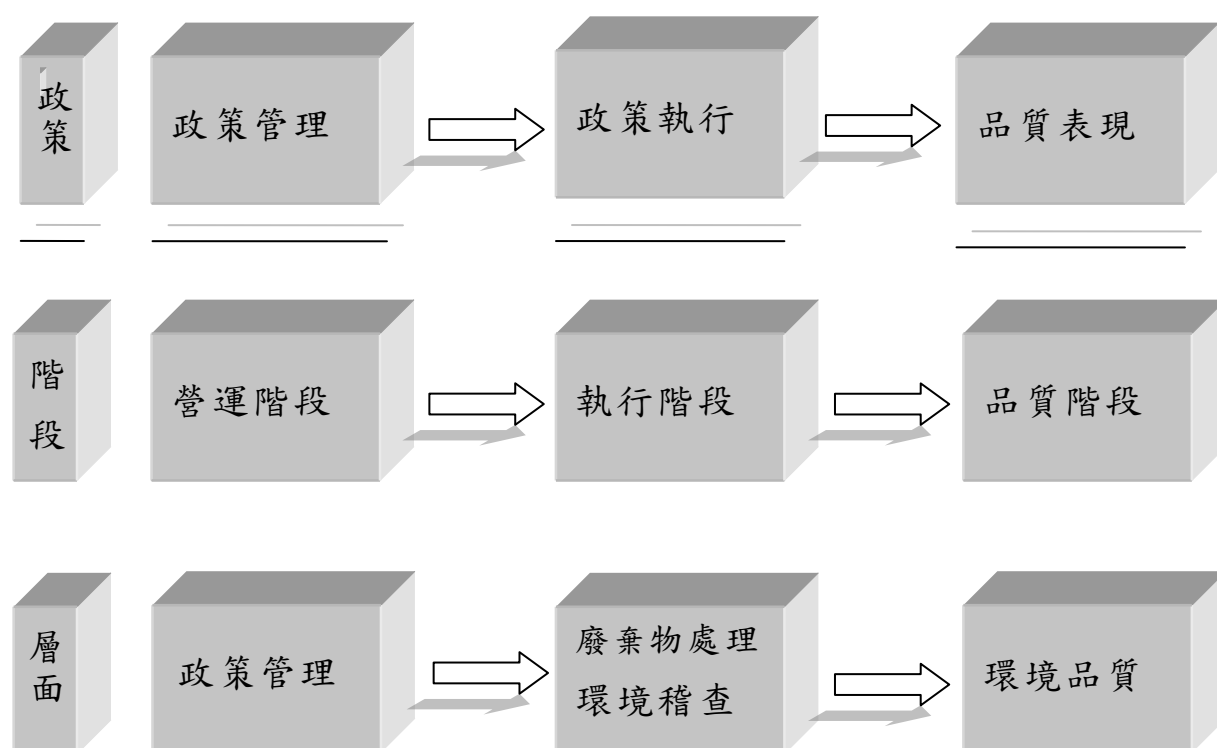 政策
政策管理
政策執行
品質表現
階段
營運階段
執行階段
品質階段
層面
政策管理
廢棄物處理
環境稽查
環境品質